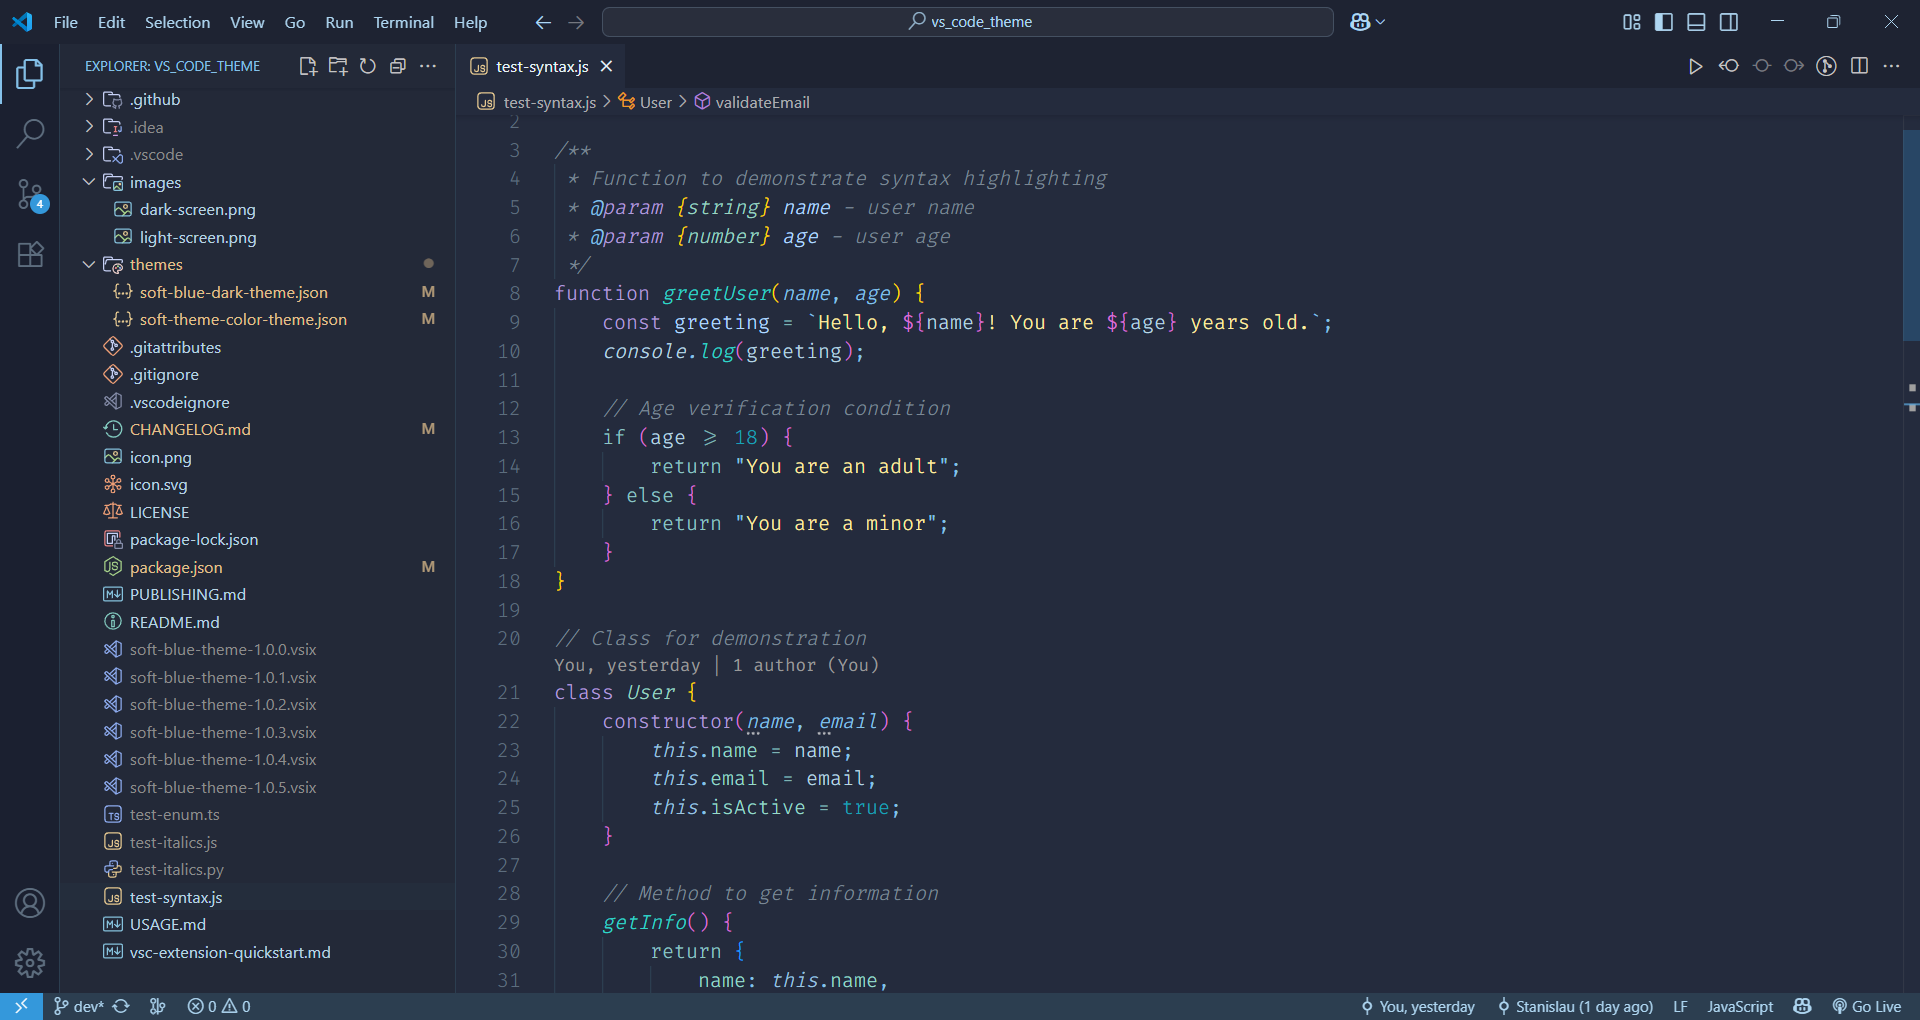 File Edit Selection View Go Run Terminal Help
vs_code_theme
EXPLORER: VS_CODE_THEME
.github
.idea
.vscode
images
dark-screen.png
light-screen.png
themes
soft-blue-dark-theme.json M
soft-theme-color-theme.json M
.gitattributes
.gitignore
.vscodeignore
CHANGELOG.md M
icon.png
icon.svg
LICENSE
package-lock.json
package.json M
PUBLISHING.md
README.md
soft-blue-theme-1.0.0.vsix
soft-blue-theme-1.0.1.vsix
soft-blue-theme-1.0.2.vsix
soft-blue-theme-1.0.3.vsix
soft-blue-theme-1.0.4.vsix
soft-blue-theme-1.0.5.vsix
test-enum.ts
test-italics.js
test-italics.py
test-syntax.js
USAGE.md
vsc-extension-quickstart.md
4
test-syntax.js
test-syntax.js > User > validateEmail
2
3 /**
4  * Function to demonstrate syntax highlighting
5  * @param {string} name - user name
6  * @param {number} age - user age
7  */
8 function greetUser(name, age) {
9     const greeting = `Hello, ${name}! You are ${age} years old.`;
10     console.log(greeting);
11
12     // Age verification condition
13     if (age ⩾ 18) {
14         return "You are an adult";
15     } else {
16         return "You are a minor";
17     }
18 }
19
20 // Class for demonstration
You, yesterday | 1 author (You)
21 class User {
22     constructor(name, email) {
23         this.name = name;
24         this.email = email;
25         this.isActive = true;
26     }
27
28     // Method to get information
29     getInfo() {
30         return {
31             name: this.name,
dev* 0 0 You, yesterday Stanislau (1 day ago) LF JavaScript Go Live